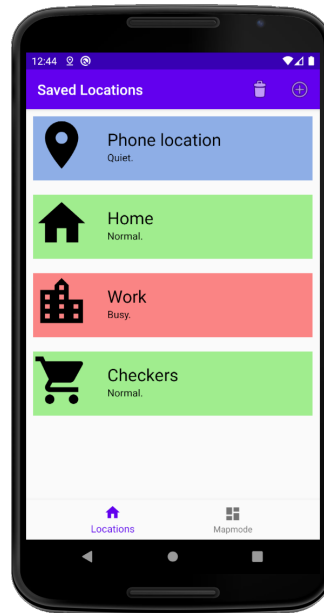 12:44
Saved Locations
Phone location
Quiet.
Home
Normal.
Work
Busy.
Checkers
Normal.
Locations
Mapmode